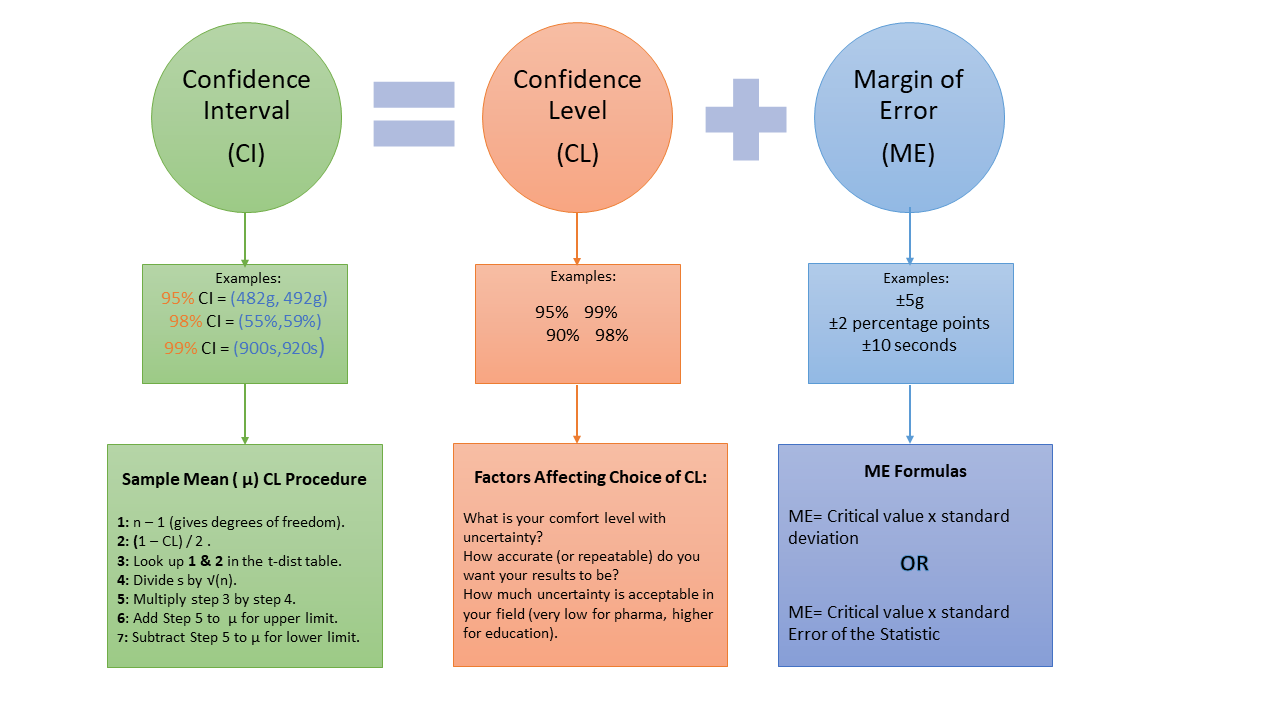 Confidence
Interval
(CI)
Confidence
Level
(CL)
Margin of
Error
(ME)
Examples:
95% CI = (482g, 492g)
98% CI = (55%,59%)
99% CI = (900s,920s)
Examples:
95% 99%
90% 98%
Examples:
±5g
±2 percentage points
±10 seconds
Sample Mean ( μ) CL Procedure
1: n – 1 (gives degrees of freedom).
2: (1 – CL) / 2 .
3: Look up 1 & 2 in the t-dist table.
4: Divide s by √(n).
5: Multiply step 3 by step 4.
6: Add Step 5 to μ for upper limit.
7: Subtract Step 5 to μ for lower limit.
Factors Affecting Choice of CL:
What is your comfort level with
uncertainty?
How accurate (or repeatable) do you
want your results to be?
How much uncertainty is acceptable in
your field (very low for pharma, higher
for education).
ME Formulas
ME= Critical value x standard
deviation
OR
ME= Critical value x standard
Error of the Statistic